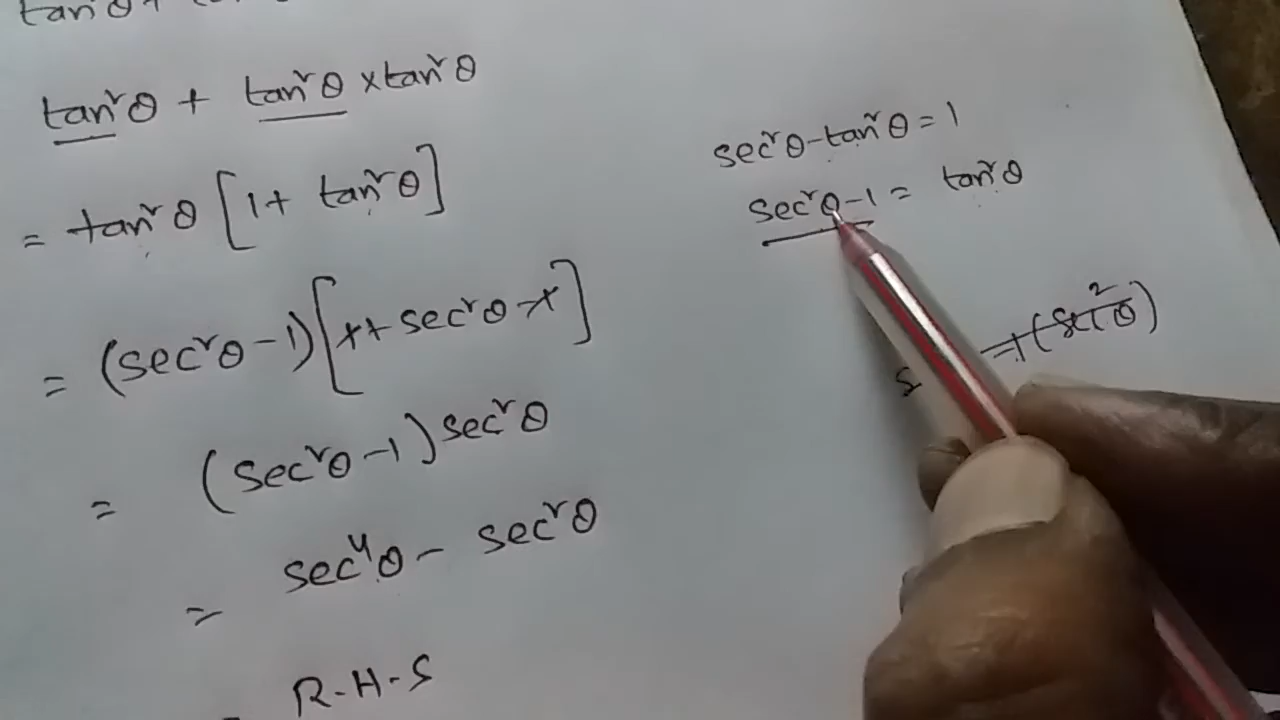 tan²θ +
tan²θ + tan²θ × tan²θ
= tan²θ [1 + tan²θ]
= (sec²θ - 1) [1 + sec²θ - 1]
= (sec²θ - 1) sec²θ
= sec⁴θ - sec²θ
= R.H.S
sec²θ - tan²θ = 1
sec²θ - 1 = tan²θ